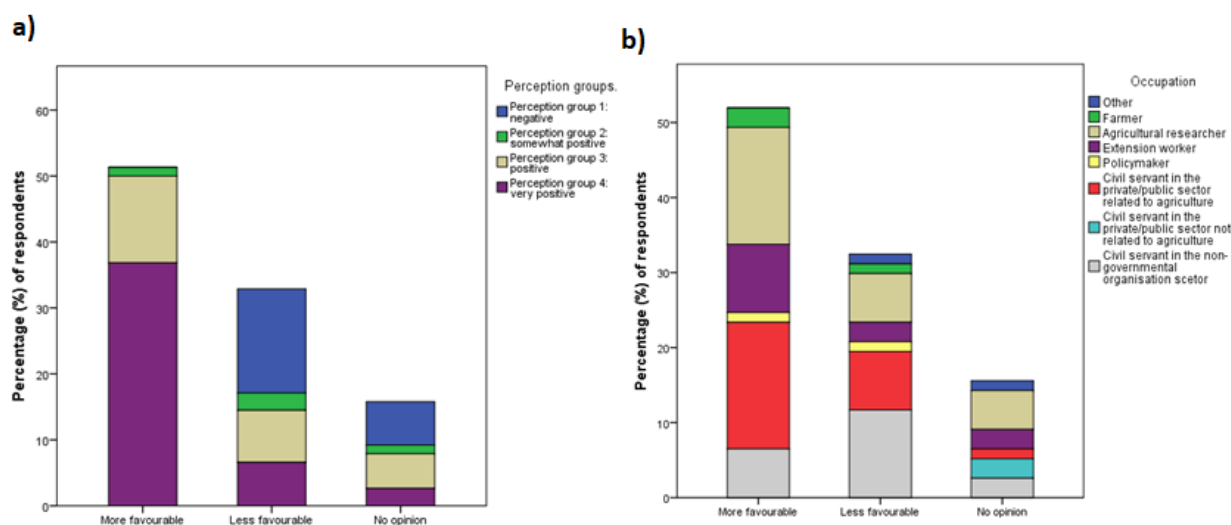 a)
Percentage (%) of respondents
60
50
40
30
20
10
0
More favourable
Less favourable
No opinion
Perception groups.
Perception group 1:
negative
Perception group 2:
somewhat positive
Perception group 3:
positive
Perception group 4:
very positive
b)
Percentage (%) of respondents
50
40
30
20
10
0
More favourable
Less favourable
No opinion
Occupation
Other
Farmer
Agricultural researcher
Extension worker
Policymaker
Civil servant in the
private/public sector
related to agriculture
Civil servant in the
private/public sector not
related to agriculture
Civil servant in the non-
governmental
organisation scetor